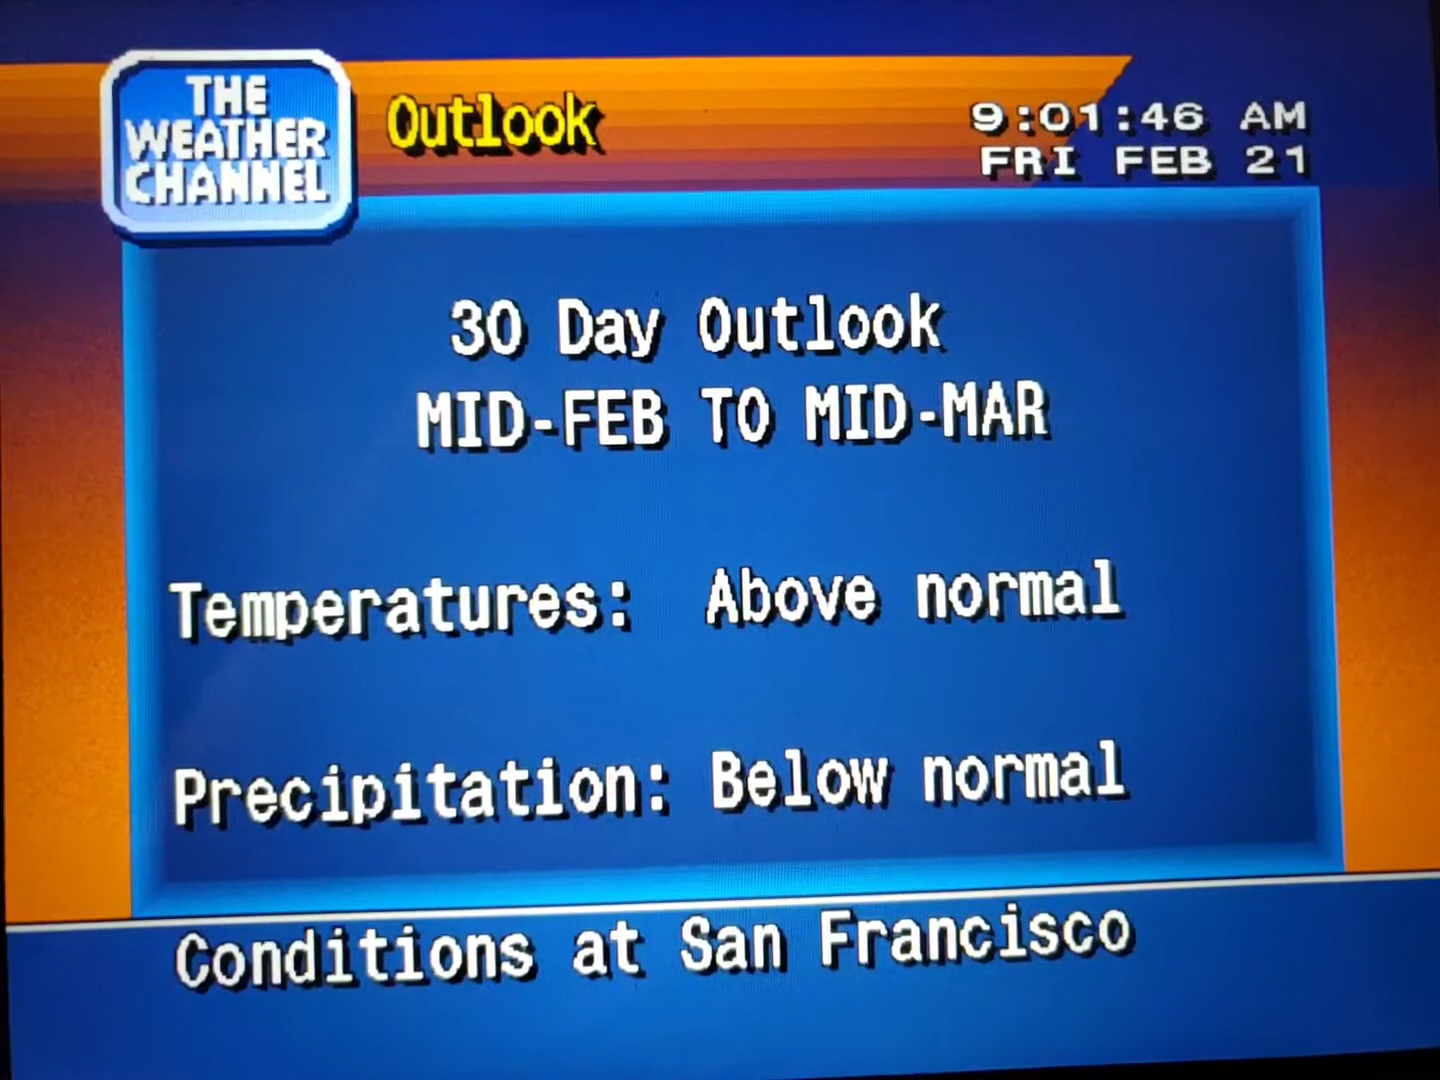 THE
WEATHER
CHANNEL
Outlook
9:01:46 AM
FRI FEB 21
30 Day Outlook
MID-FEB TO MID-MAR
Temperatures: Above normal
Precipitation: Below normal
Conditions at San Francisco